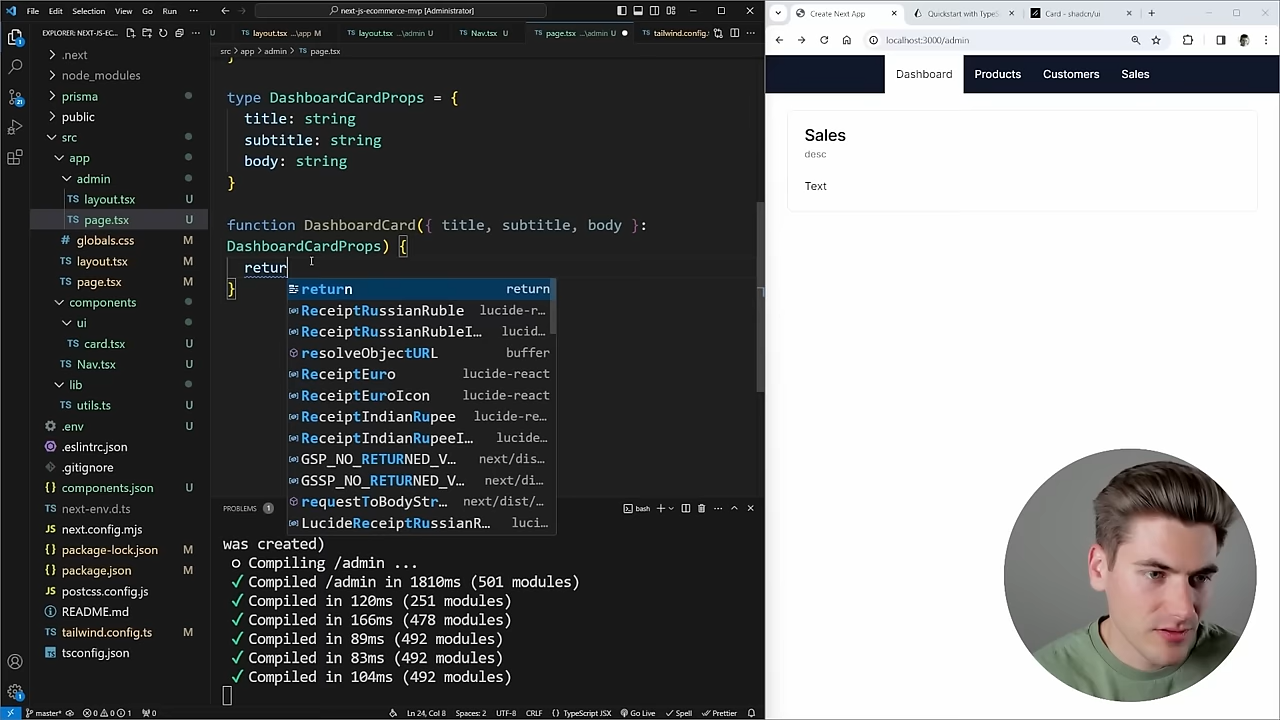 File Edit Selection View Go Run ···
next-js-ecommerce-mvp [Administrator]
EXPLORER: NEXT-JS-EC...
layout.tsx ...\app M
layout.tsx ...\admin U
Nav.tsx U
page.tsx ...\admin U
tailwind.config.
src > app > admin > page.tsx
.next
node_modules
prisma
public
src
app
admin
layout.tsx U
page.tsx U
globals.css M
layout.tsx M
page.tsx M
components
ui
card.tsx U
Nav.tsx U
lib
utils.ts U
.env
.eslintrc.json
.gitignore
components.json U
next-env.d.ts
next.config.mjs
package-lock.json M
package.json M
postcss.config.js
README.md
tailwind.config.ts M
tsconfig.json
}
type DashboardCardProps = {
title: string
subtitle: string
body: string
}
function DashboardCard({ title, subtitle, body }:
DashboardCardProps) {
retur
}
return return
ReceiptRussianRuble lucide-r...
ReceiptRussianRubleI... lucid...
resolveObjectURL buffer
ReceiptEuro lucide-react
ReceiptEuroIcon lucide-react
ReceiptIndianRupee lucide-re...
ReceiptIndianRupeeI... lucide...
GSP_NO_RETURNED_V... next/dis...
GSSP_NO_RETURNED_V... next/di...
requestToBodyStr... next/dist/...
LucideReceiptRussianR... luci...
PROBLEMS 1
bash
was created)
○ Compiling /admin ...
✓ Compiled /admin in 1810ms (501 modules)
✓ Compiled in 120ms (251 modules)
✓ Compiled in 166ms (478 modules)
✓ Compiled in 89ms (492 modules)
✓ Compiled in 83ms (492 modules)
✓ Compiled in 104ms (492 modules)
master* 0 0 1 0
Ln 24, Col 8 Spaces: 2 UTF-8 CRLF {} TypeScript JSX Go Live Spell Prettier
Create Next App
Quickstart with TypeS
Card – shadcn/ui
localhost:3000/admin
Dashboard Products Customers Sales
Sales
desc
Text